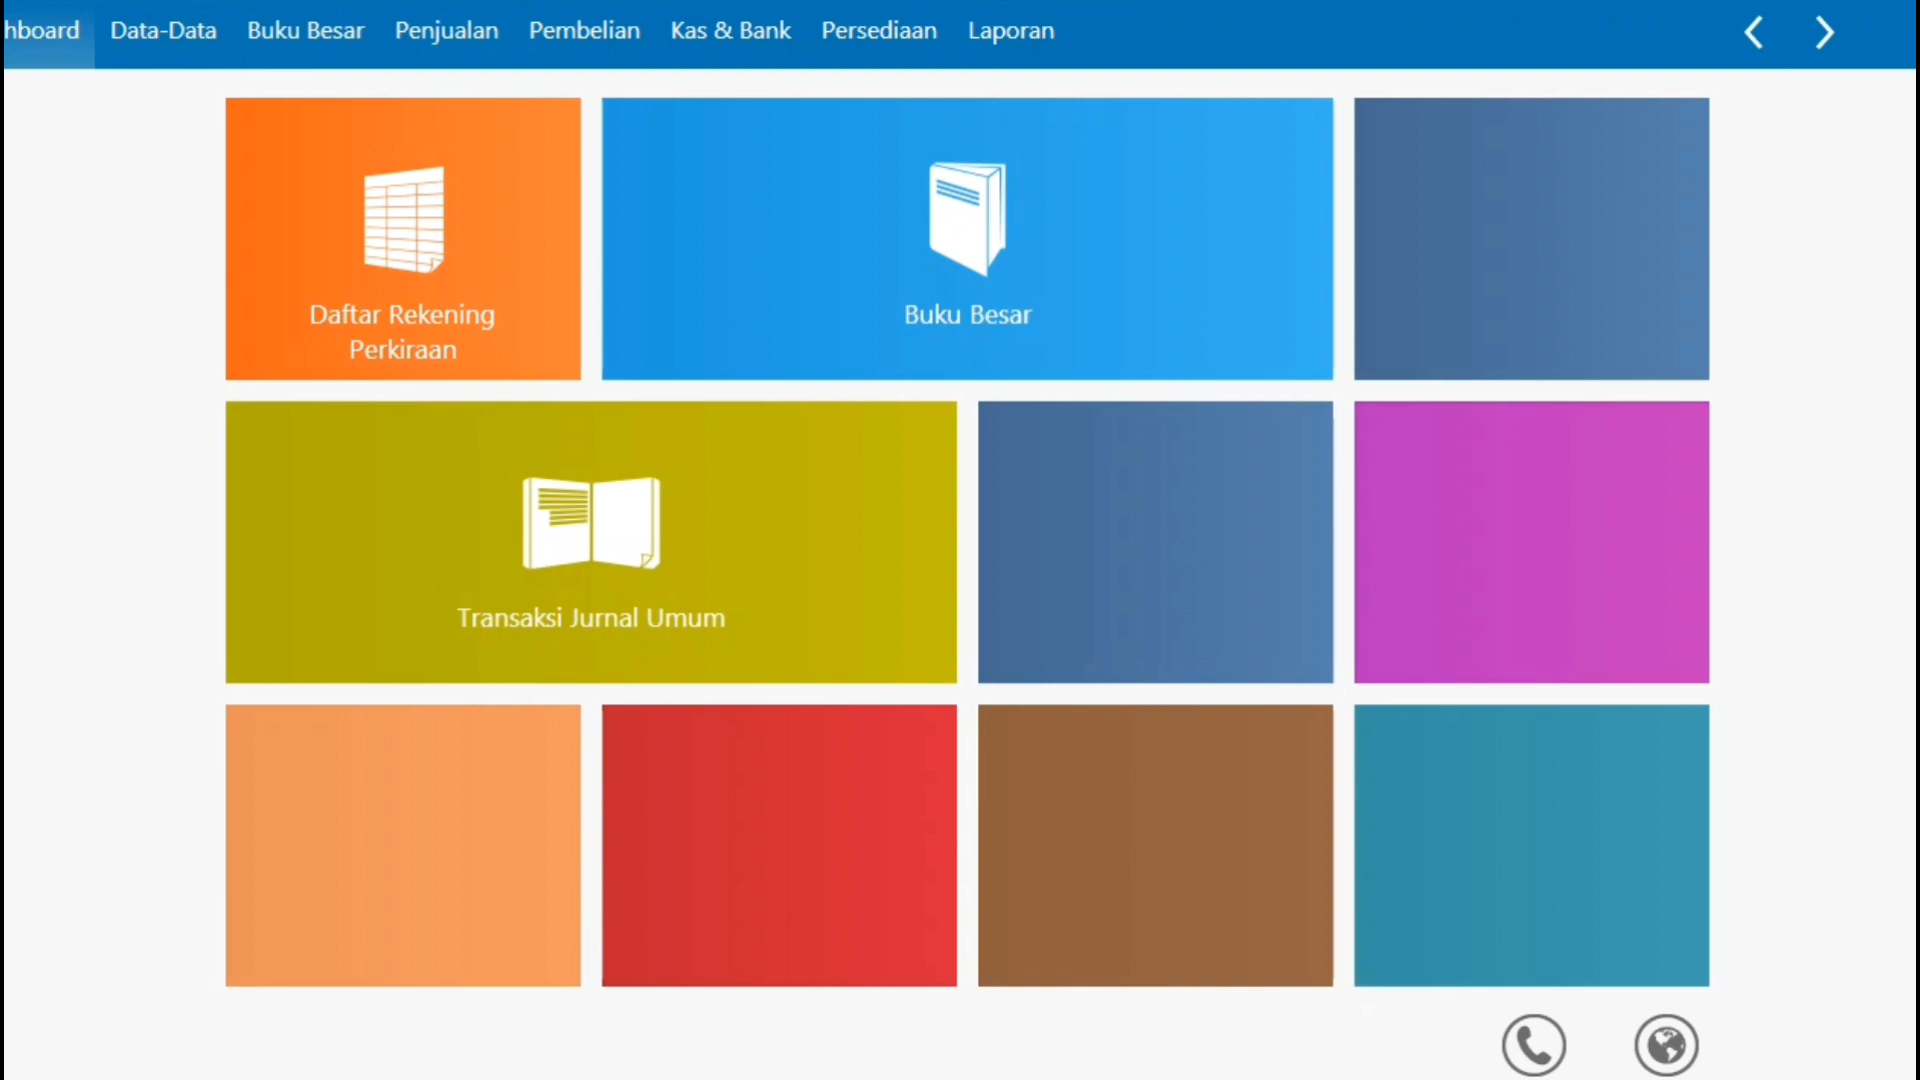 hboard Data-Data Buku Besar Penjualan Pembelian Kas & Bank Persediaan Laporan
Daftar Rekening
Perkiraan
Buku Besar
Transaksi Jurnal Umum